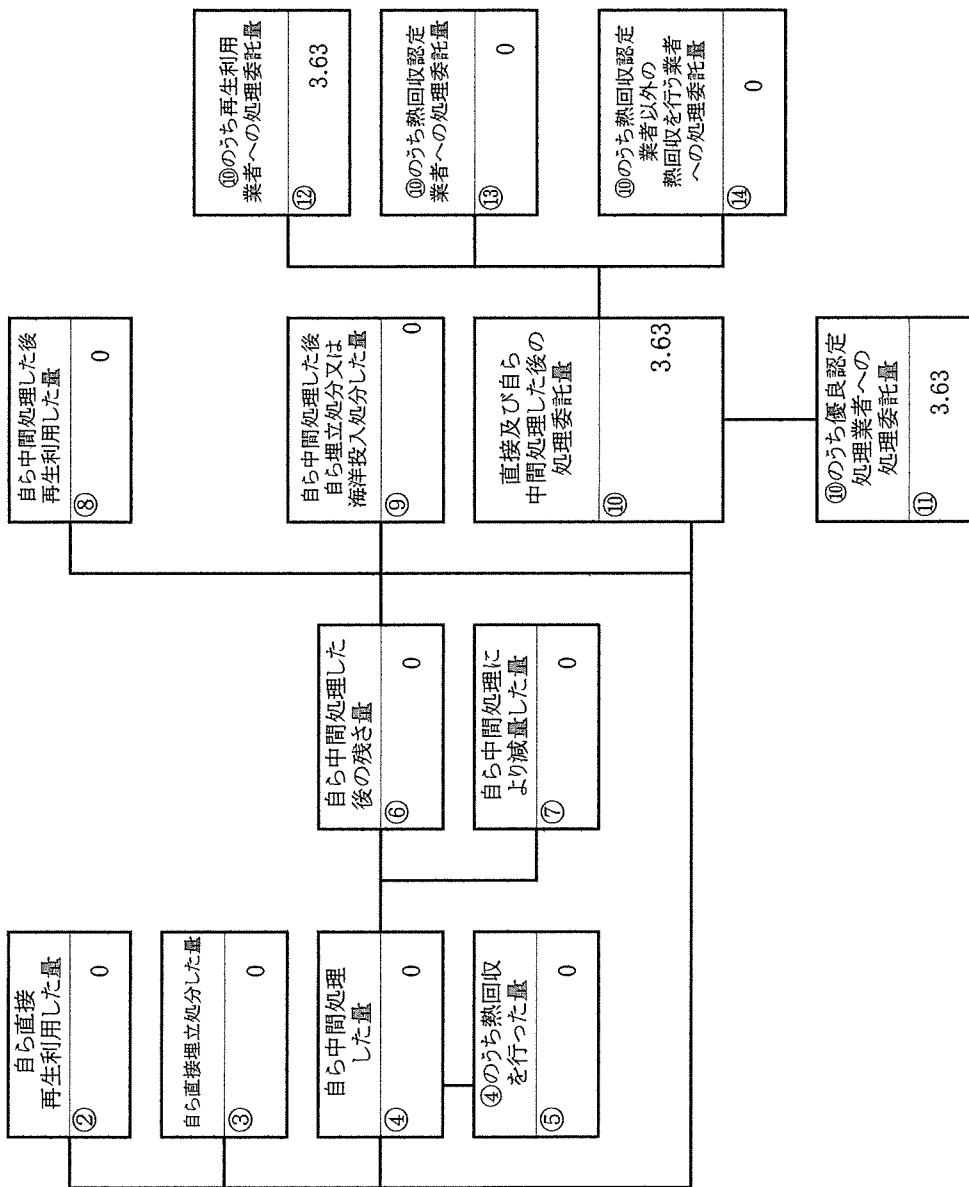 自ら直接
再生利用した量
② 0
自ら直接埋立処分した量
③ 0
自ら中間処理
した量
④ 0
④のうち熱回収
を行った量
⑤ 0
自ら中間処理した
後の残さ量
⑥ 0
自ら中間処理に
より減量した量
⑦ 0
自ら中間処理した後
再生利用した量
⑧ 0
自ら中間処理した後
自ら埋立処分又は
海洋投入処分した量
⑨ 0
直接及び自ら
中間処理した後の
処理委託量
⑩ 3.63
⑩のうち優良認定
処理業者への
処理委託量
⑪ 3.63
⑩のうち再生利用
業者への処理委託量
⑫ 3.63
⑩のうち熱回収認定
業者への処理委託量
⑬ 0
⑩のうち熱回収認定
業者以外の
熱回収を行う業者
への処理委託量
⑭ 0